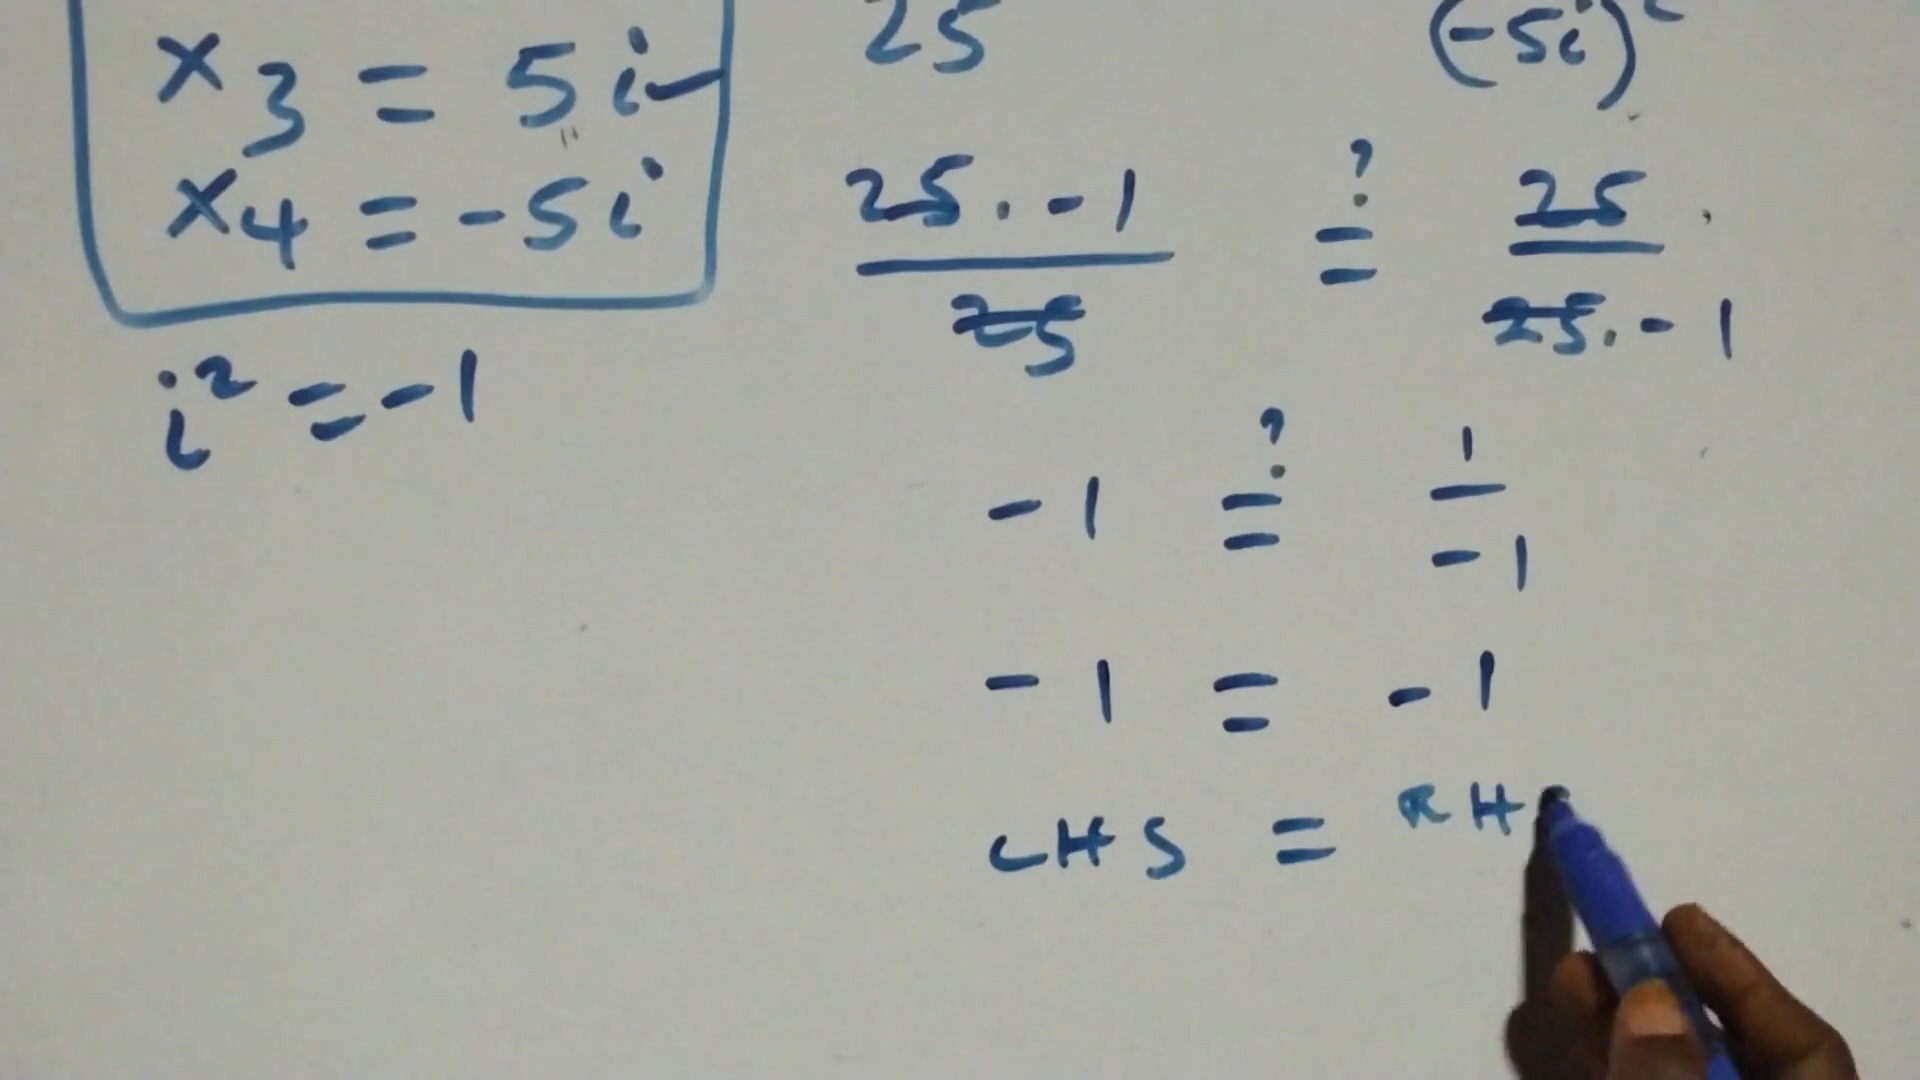 x3 = 5i
x4 = -5i
i² = -1
25 (-5i)²
25 . -1 ? 25
= 
25 25 . -1
-1 ?= 1
-1
-1 = -1
LHS = RH